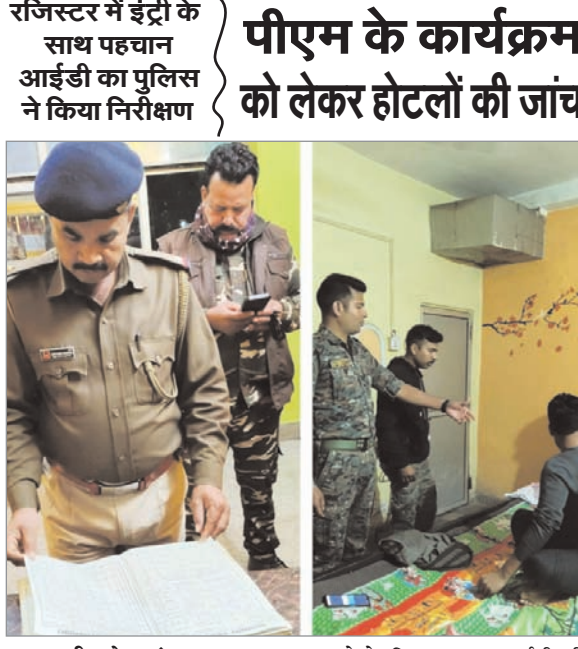 रजिस्टर में इंट्री के
साथ पहचान
आईडी का पुलिस
ने किया निरीक्षण
पीएम के कार्यक्रम
को लेकर होटलों की जांच